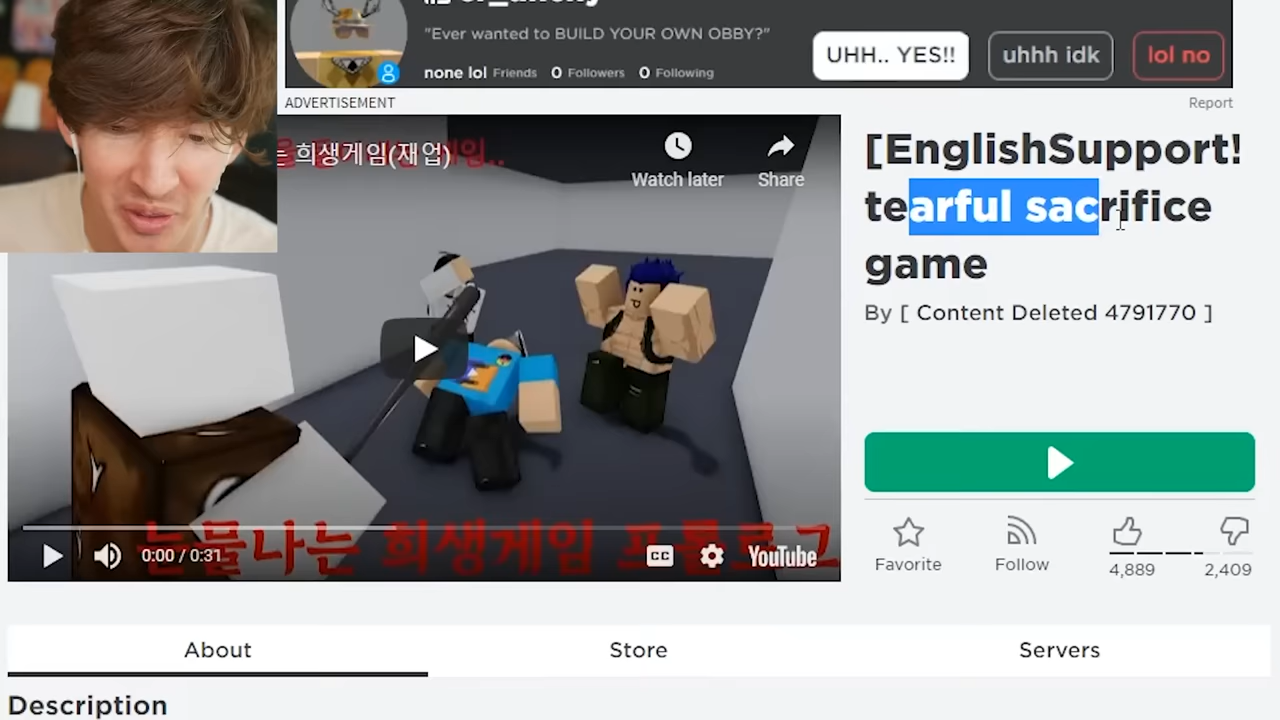 "Ever wanted to BUILD YOUR OWN OBBY?"
none lol Friends 0 Followers 0 Following
UHH.. YES!!
uhhh idk
lol no
ADVERTISEMENT
Report
희생게임(재업)
Watch later
Share
눈물나는 희생게임 프롤로그
0:00 / 0:31
CC
YouTube
[EnglishSupport!
tearful sacrifice
game
By [ Content Deleted 4791770 ]
Favorite
Follow
4,889
2,409
About
Store
Servers
Description